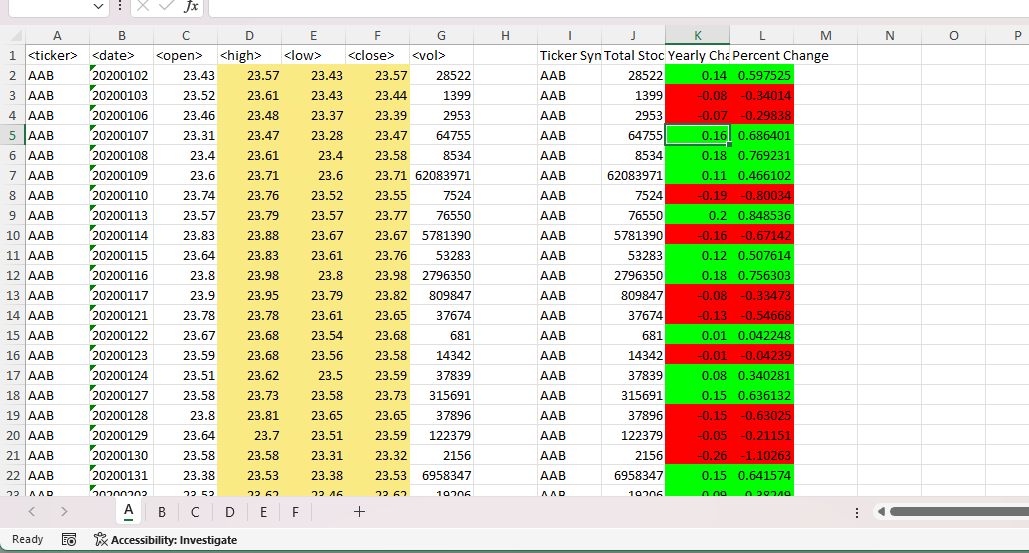 fx
A B C D E F G H I J K L M N O P
1 <ticker> <date> <open> <high> <low> <close> <vol> Ticker Syn Total Stoc Yearly Cha Percent Change
2 AAB 20200102 23.43 23.57 23.43 23.57 28522 AAB 28522 0.14 0.597525
3 AAB 20200103 23.52 23.61 23.43 23.44 1399 AAB 1399 -0.08 -0.34014
4 AAB 20200106 23.46 23.48 23.37 23.39 2953 AAB 2953 -0.07 -0.29838
5 AAB 20200107 23.31 23.47 23.28 23.47 64755 AAB 64755 0.16 0.686401
6 AAB 20200108 23.4 23.61 23.4 23.58 8534 AAB 8534 0.18 0.769231
7 AAB 20200109 23.6 23.71 23.6 23.71 62083971 AAB 62083971 0.11 0.466102
8 AAB 20200110 23.74 23.76 23.52 23.55 7524 AAB 7524 -0.19 -0.80034
9 AAB 20200113 23.57 23.79 23.57 23.77 76550 AAB 76550 0.2 0.848536
10 AAB 20200114 23.83 23.88 23.67 23.67 5781390 AAB 5781390 -0.16 -0.67142
11 AAB 20200115 23.64 23.83 23.61 23.76 53283 AAB 53283 0.12 0.507614
12 AAB 20200116 23.8 23.98 23.8 23.98 2796350 AAB 2796350 0.18 0.756303
13 AAB 20200117 23.9 23.95 23.79 23.82 809847 AAB 809847 -0.08 -0.33473
14 AAB 20200121 23.78 23.78 23.61 23.65 37674 AAB 37674 -0.13 -0.54668
15 AAB 20200122 23.67 23.68 23.54 23.68 681 AAB 681 0.01 0.042248
16 AAB 20200123 23.59 23.68 23.56 23.58 14342 AAB 14342 -0.01 -0.04239
17 AAB 20200124 23.51 23.62 23.5 23.59 37839 AAB 37839 0.08 0.340281
18 AAB 20200127 23.58 23.73 23.58 23.73 315691 AAB 315691 0.15 0.636132
19 AAB 20200128 23.8 23.81 23.65 23.65 37896 AAB 37896 -0.15 -0.63025
20 AAB 20200129 23.64 23.7 23.51 23.59 122379 AAB 122379 -0.05 -0.21151
21 AAB 20200130 23.58 23.58 23.31 23.32 2156 AAB 2156 -0.26 -1.10263
22 AAB 20200131 23.38 23.53 23.38 23.53 6958347 AAB 6958347 0.15 0.641574
23 AAB 20200203 23.53 23.62 23.46 23.62 19206 AAB 19206 0.09 0.38249
A B C D E F +
Ready Accessibility: Investigate